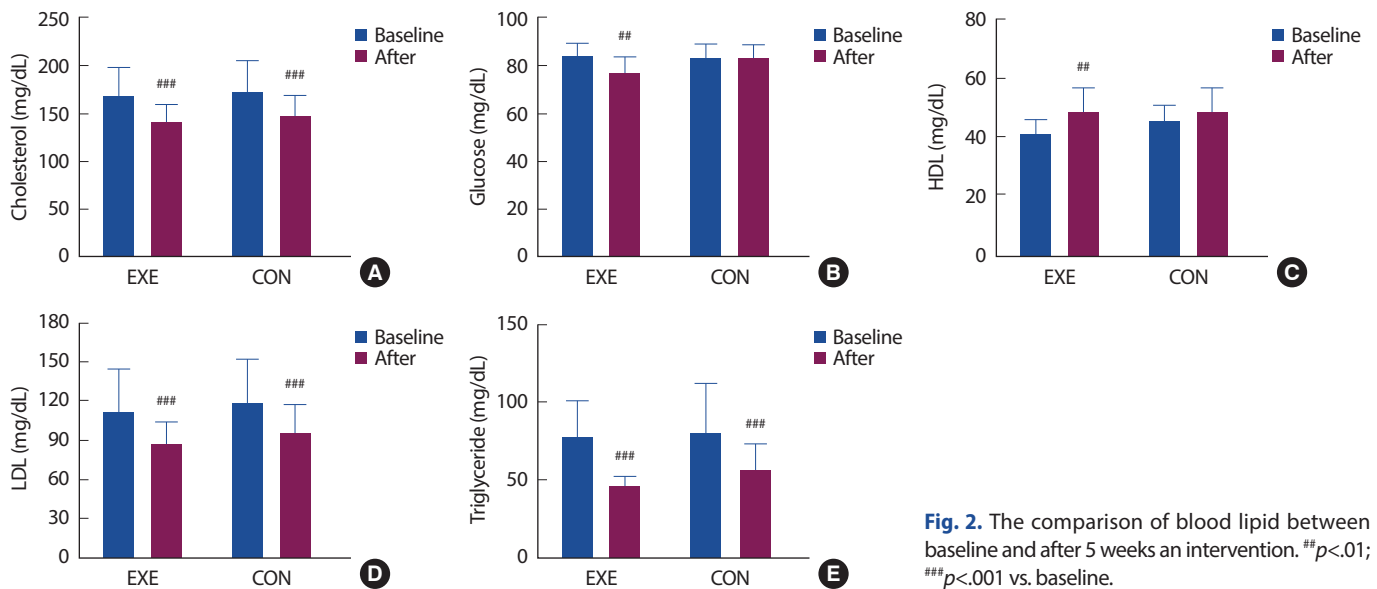 250
200
150
100
50
0
Cholesterol (mg/dL)
Baseline
After
###
###
EXE
CON
A
100
80
60
40
20
0
Glucose (mg/dL)
Baseline
After
##
EXE
CON
B
80
60
40
20
0
HDL (mg/dL)
Baseline
After
##
EXE
CON
C
180
150
120
90
60
30
0
LDL (mg/dL)
Baseline
After
###
###
EXE
CON
D
150
100
50
0
Triglyceride (mg/dL)
Baseline
After
###
###
EXE
CON
E
Fig. 2. The comparison of blood lipid between
baseline and after 5 weeks an intervention. ##p<.01;
###p<.001 vs. baseline.